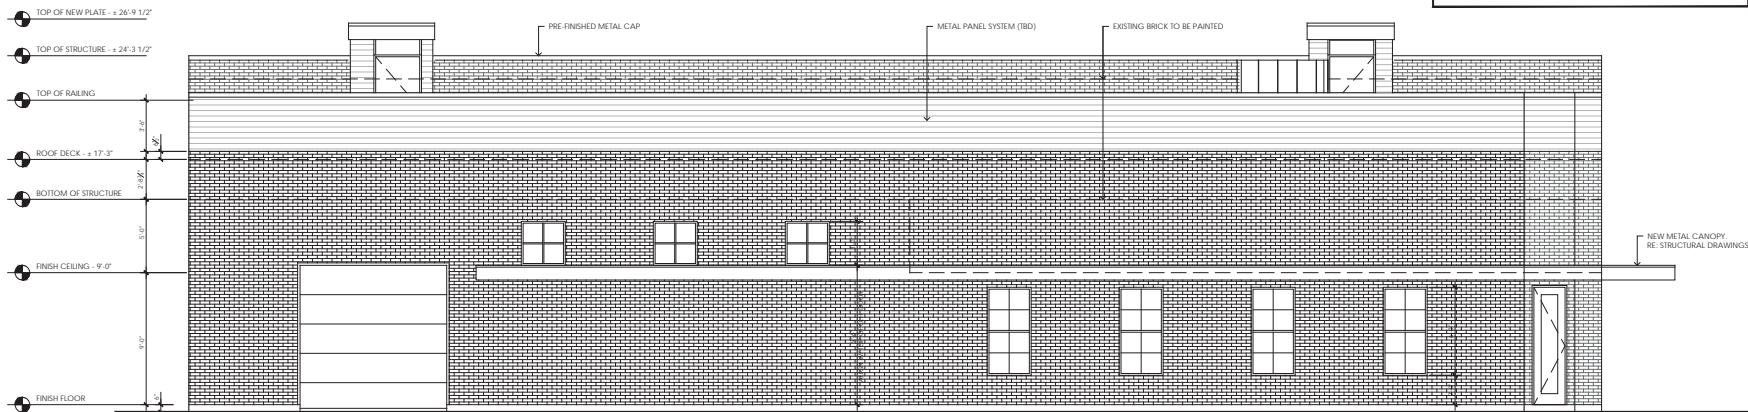 TOP OF NEW PLATE - ± 26'-9 1/2"
TOP OF STRUCTURE - ± 24'-3 1/2"
TOP OF RAILING
ROOF DECK - ± 17'-3"
BOTTOM OF STRUCTURE
FINISH CEILING - 9'-0"
FINISH FLOOR
3'-6"
5'-0"
9'-0"
6"
PRE-FINISHED METAL CAP
METAL PANEL SYSTEM (TBD)
EXISTING BRICK TO BE PAINTED
NEW METAL CANOPY.
RE: STRUCTURAL DRAWINGS